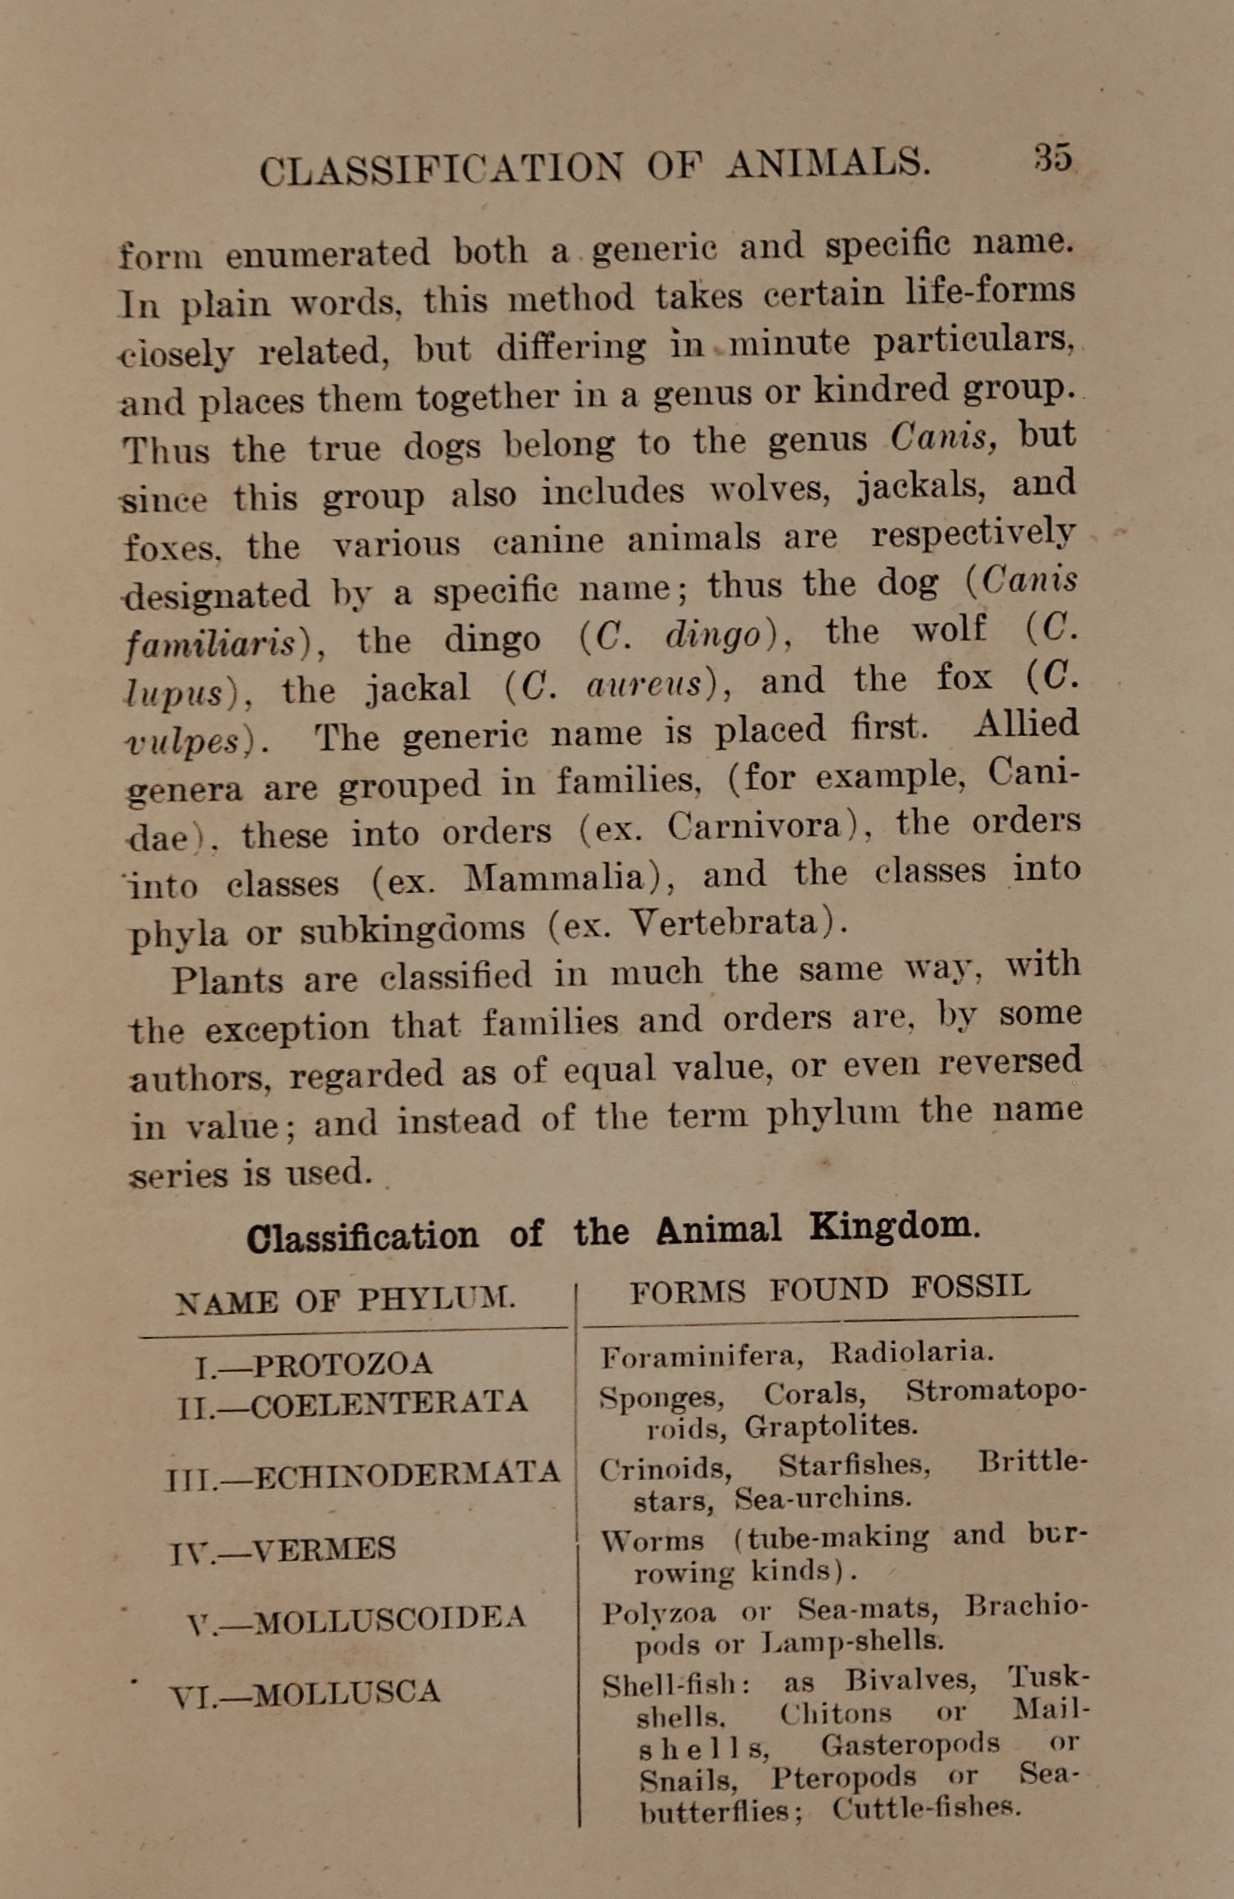 CLASSIFICATION OF ANIMALS. 35
form enumerated both a generic and specific name.
In plain words, this method takes certain life-forms
closely related, but differing in minute particulars,
and places them together in a genus or kindred group.
Thus the true dogs belong to the genus Canis, but
since this group also includes wolves, jackals, and
foxes, the various canine animals are respectively
designated by a specific name; thus the dog (Canis
familiaris), the dingo (C. dingo), the wolf (C.
lupus), the jackal (C. aureus), and the fox (C.
vulpes). The generic name is placed first. Allied
genera are grouped in families, (for example, Cani-
dae), these into orders (ex. Carnivora), the orders
into classes (ex. Mammalia), and the classes into
phyla or subkingdoms (ex. Vertebrata).
Plants are classified in much the same way, with
the exception that families and orders are, by some
authors, regarded as of equal value, or even reversed
in value; and instead of the term phylum the name
series is used.
Classification of the Animal Kingdom.
NAME OF PHYLUM. FORMS FOUND FOSSIL
I.—PROTOZOA Foraminifera, Radiolaria.
II.—COELENTERATA Sponges, Corals, Stromatopo-
roids, Graptolites.
III.—ECHINODERMATA Crinoids, Starfishes, Brittle-
stars, Sea-urchins.
IV.—VERMES Worms (tube-making and bur-
rowing kinds).
V.—MOLLUSCOIDEA Polyzoa or Sea-mats, Brachio-
pods or Lamp-shells.
VI.—MOLLUSCA Shell-fish: as Bivalves, Tusk-
shells, Chitons or Mail-
shells, Gasteropods or
Snails, Pteropods or Sea-
butterflies; Cuttle-fishes.